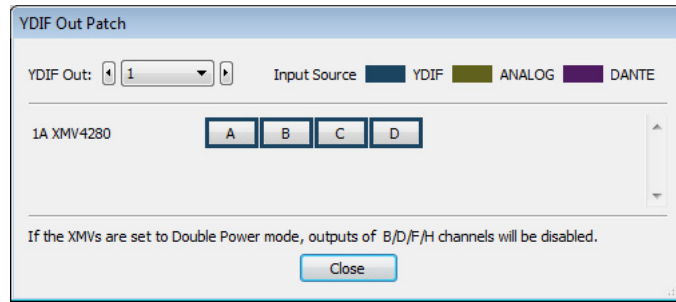 YDIF Out Patch
YDIF Out: 1 Input Source YDIF ANALOG DANTE
1A XMV4280 A B C D
If the XMVs are set to Double Power mode, outputs of B/D/F/H channels will be disabled.
Close